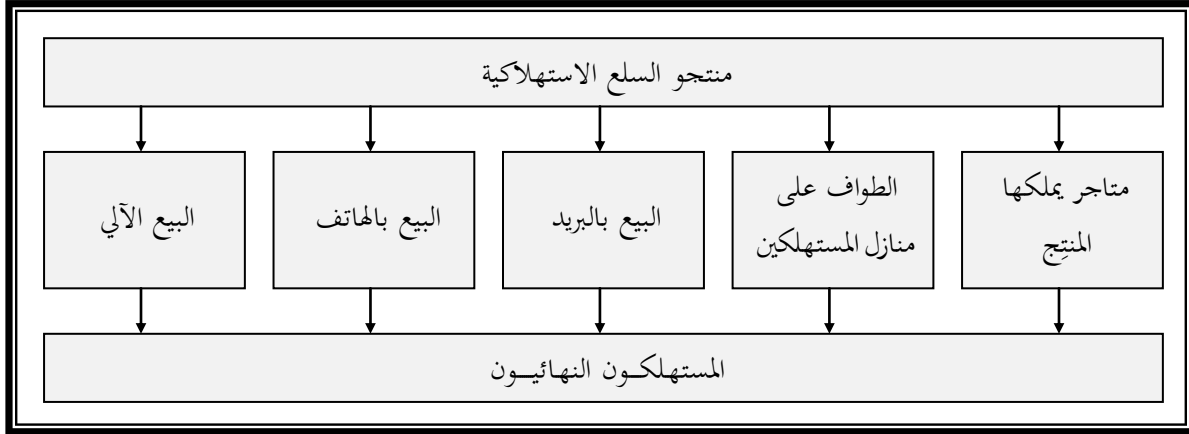 منتجو السلع الاستهلاكية
متاجر يملكها
المنتِج
الطواف على
منازل المستهلكين
البيع بالبريد
البيع بالهاتف
البيع الآلي
المستهلكـون النهائيـون